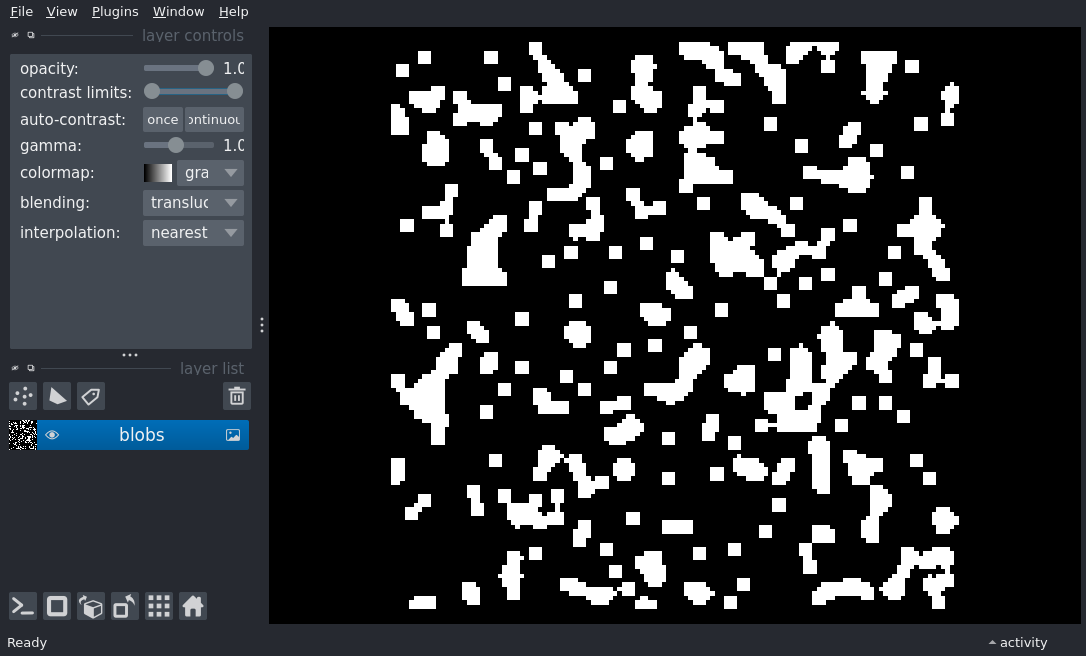 File View Plugins Window Help
layer controls
opacity: 1.0
contrast limits:
auto-contrast: once ontinuou
gamma: 1.0
colormap: gra
blending: transluc
interpolation: nearest
layer list
blobs
Ready activity